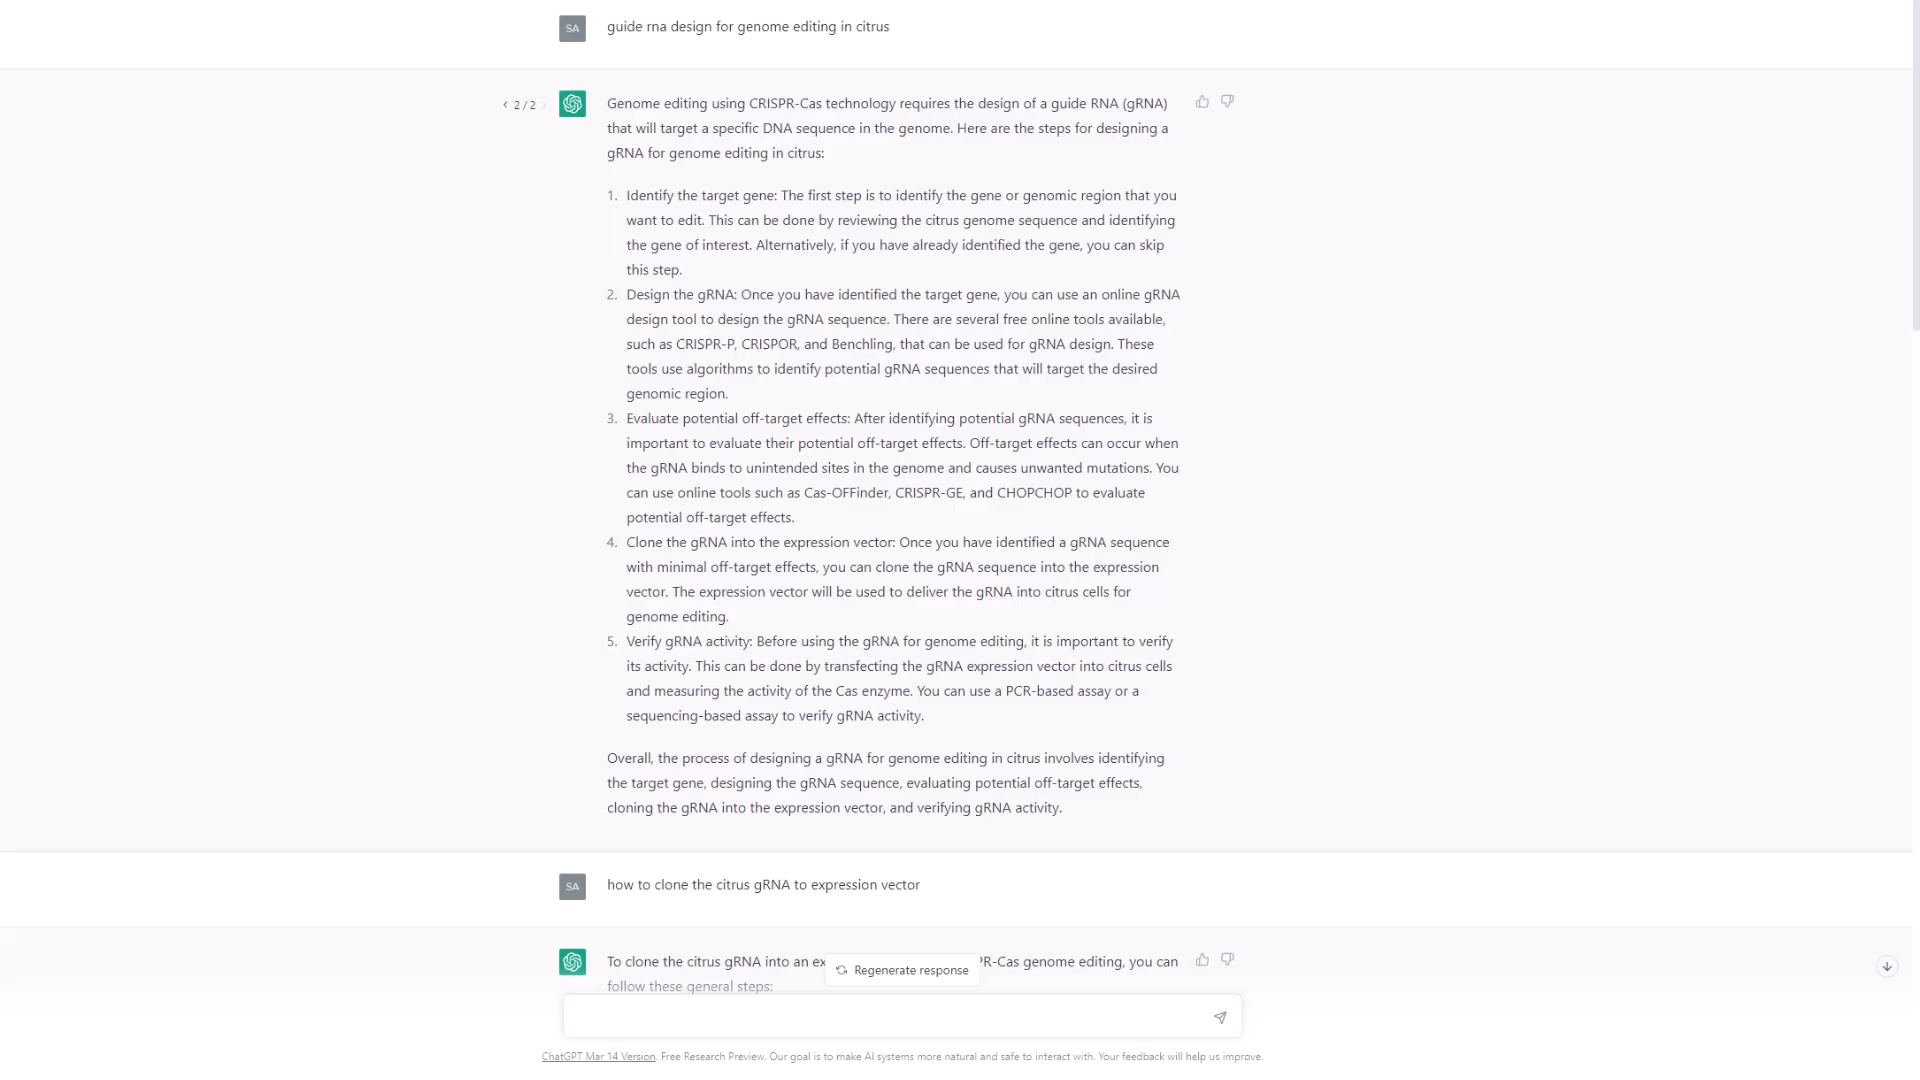 SA guide rna design for genome editing in citrus
< 2 / 2 >
Genome editing using CRISPR-Cas technology requires the design of a guide RNA (gRNA)
that will target a specific DNA sequence in the genome. Here are the steps for designing a
gRNA for genome editing in citrus:
1. Identify the target gene: The first step is to identify the gene or genomic region that you
want to edit. This can be done by reviewing the citrus genome sequence and identifying
the gene of interest. Alternatively, if you have already identified the gene, you can skip
this step.
2. Design the gRNA: Once you have identified the target gene, you can use an online gRNA
design tool to design the gRNA sequence. There are several free online tools available,
such as CRISPR-P, CRISPOR, and Benchling, that can be used for gRNA design. These
tools use algorithms to identify potential gRNA sequences that will target the desired
genomic region.
3. Evaluate potential off-target effects: After identifying potential gRNA sequences, it is
important to evaluate their potential off-target effects. Off-target effects can occur when
the gRNA binds to unintended sites in the genome and causes unwanted mutations. You
can use online tools such as Cas-OFFinder, CRISPR-GE, and CHOPCHOP to evaluate
potential off-target effects.
4. Clone the gRNA into the expression vector: Once you have identified a gRNA sequence
with minimal off-target effects, you can clone the gRNA sequence into the expression
vector. The expression vector will be used to deliver the gRNA into citrus cells for
genome editing.
5. Verify gRNA activity: Before using the gRNA for genome editing, it is important to verify
its activity. This can be done by transfecting the gRNA expression vector into citrus cells
and measuring the activity of the Cas enzyme. You can use a PCR-based assay or a
sequencing-based assay to verify gRNA activity.
Overall, the process of designing a gRNA for genome editing in citrus involves identifying
the target gene, designing the gRNA sequence, evaluating potential off-target effects,
cloning the gRNA into the expression vector, and verifying gRNA activity.
SA how to clone the citrus gRNA to expression vector
To clone the citrus gRNA into an ex PR-Cas genome editing, you can
Regenerate response
follow these general steps:
ChatGPT Mar 14 Version. Free Research Preview. Our goal is to make AI systems more natural and safe to interact with. Your feedback will help us improve.